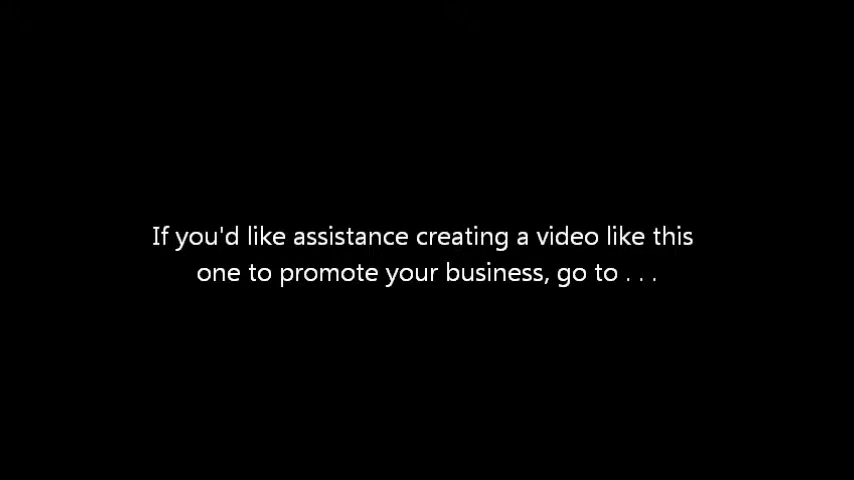 If you'd like assistance creating a video like this
one to promote your business, go to . . .